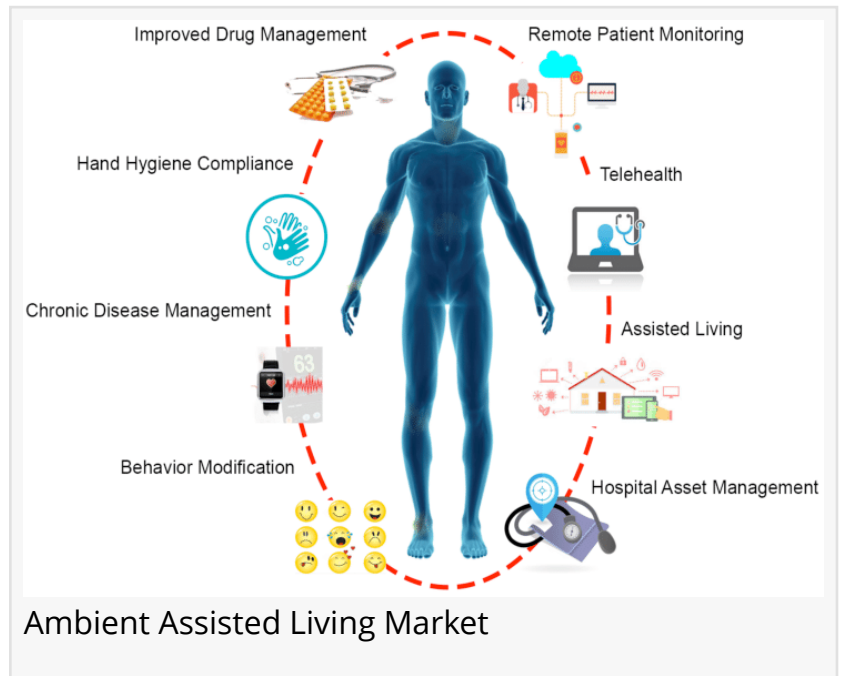 Improved Drug Management
Remote Patient Monitoring
Hand Hygiene Compliance
Telehealth
Chronic Disease Management
Assisted Living
63
Behavior Modification
Hospital Asset Management
Ambient Assisted Living Market